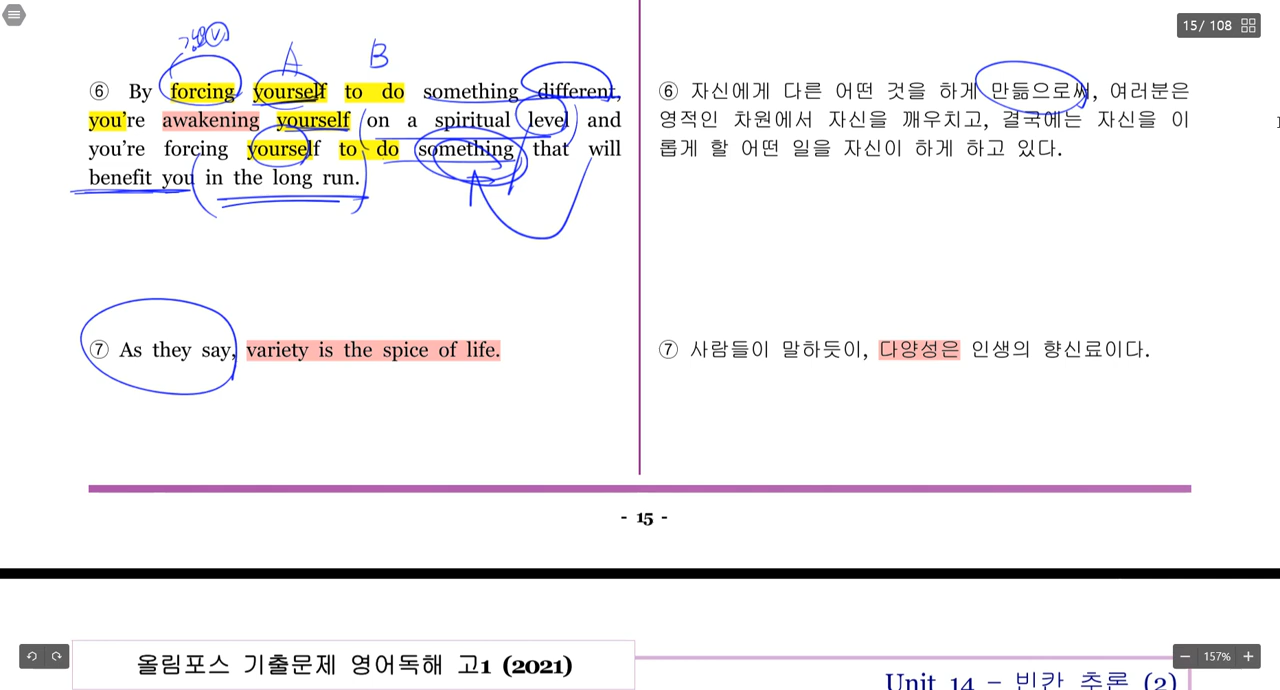 15 / 108
A B
⑥ By forcing yourself to do something different,
you're awakening yourself on a spiritual level and
you're forcing yourself to do something that will
benefit you in the long run.
⑥ 자신에게 다른 어떤 것을 하게 만듦으로써, 여러분은
영적인 차원에서 자신을 깨우치고, 결국에는 자신을 이
롭게 할 어떤 일을 자신이 하게 하고 있다.
⑦ As they say, variety is the spice of life.
⑦ 사람들이 말하듯이, 다양성은 인생의 향신료이다.
- 15 -
올림포스 기출문제 영어독해 고1 (2021)
157%
Unit 14 - 빈칸 추론 (2)